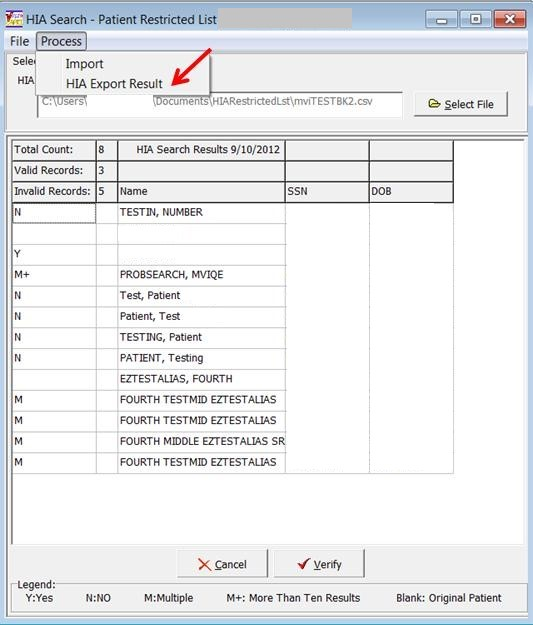 HIA Search - Patient Restricted List
File Process
Import
HIA Export Result
HIA
C:\Users\ \Documents\HIARestrictedLst\mviTESTBK2.csv
Select File
Total Count: 8 HIA Search Results 9/10/2012
Valid Records: 3
Invalid Records: 5 Name SSN DOB
N TESTIN, NUMBER
Y
M+ PROBSEARCH, MVIQE
N Test, Patient
N Patient, Test
N TESTING, Patient
N PATIENT, Testing
EZTESTALIAS, FOURTH
M FOURTH TESTMID EZTESTALIAS
M FOURTH TESTMID EZTESTALIAS
M FOURTH MIDDLE EZTESTALIAS SR
M FOURTH TESTMID EZTESTALIAS
Cancel Verify
Legend:
Y:Yes N:NO M:Multiple M+: More Than Ten Results Blank: Original Patient